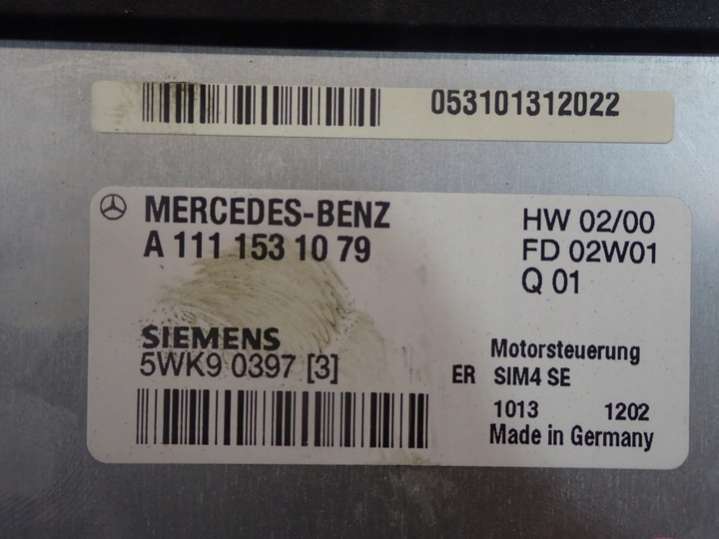 053101312022
MERCEDES-BENZ
A 111 153 10 79
HW 02/00
FD 02W01
Q 01
SIEMENS
5WK9 0397 [3]
Motorsteuerung
ER SIM4 SE
1013 1202
Made in Germany